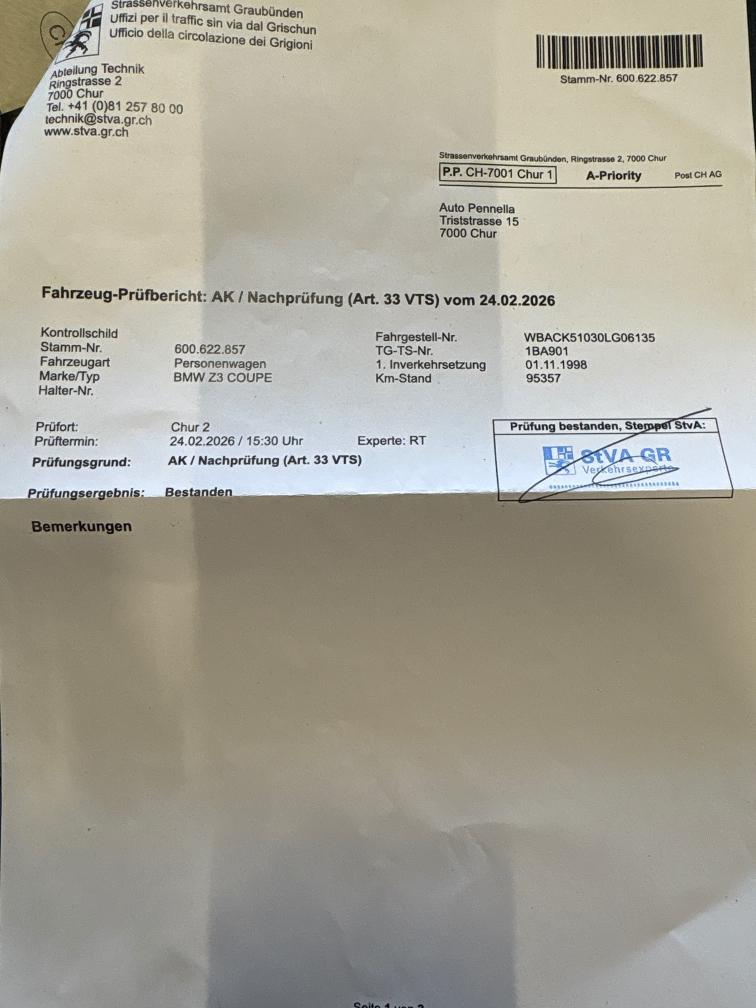 Strassenverkehrsamt Graubünden
Uffizi per il traffic sin via dal Grischun
Ufficio della circolazione dei Grigioni
Abteilung Technik
Ringstrasse 2
7000 Chur
Tel. +41 (0)81 257 80 00
technik@stva.gr.ch
www.stva.gr.ch
Stamm-Nr. 600.622.857
Strassenverkehrsamt Graubünden, Ringstrasse 2, 7000 Chur
P.P. CH-7001 Chur 1 A-Priority Post CH AG
Auto Pennella
Triststrasse 15
7000 Chur
Fahrzeug-Prüfbericht: AK / Nachprüfung (Art. 33 VTS) vom 24.02.2026
Kontrollschild
Stamm-Nr. 600.622.857
Fahrzeugart Personenwagen
Marke/Typ BMW Z3 COUPE
Halter-Nr.
Fahrgestell-Nr. WBACK51030LG06135
TG-TS-Nr. 1BA901
1. Inverkehrsetzung 01.11.1998
Km-Stand 95357
Prüfort: Chur 2
Prüftermin: 24.02.2026 / 15:30 Uhr Experte: RT
Prüfungsgrund: AK / Nachprüfung (Art. 33 VTS)
Prüfungsergebnis: Bestanden
Prüfung bestanden, Stempel StVA:
StVA GR
Verkehrsexperte
Bemerkungen
Seite 1 von 2